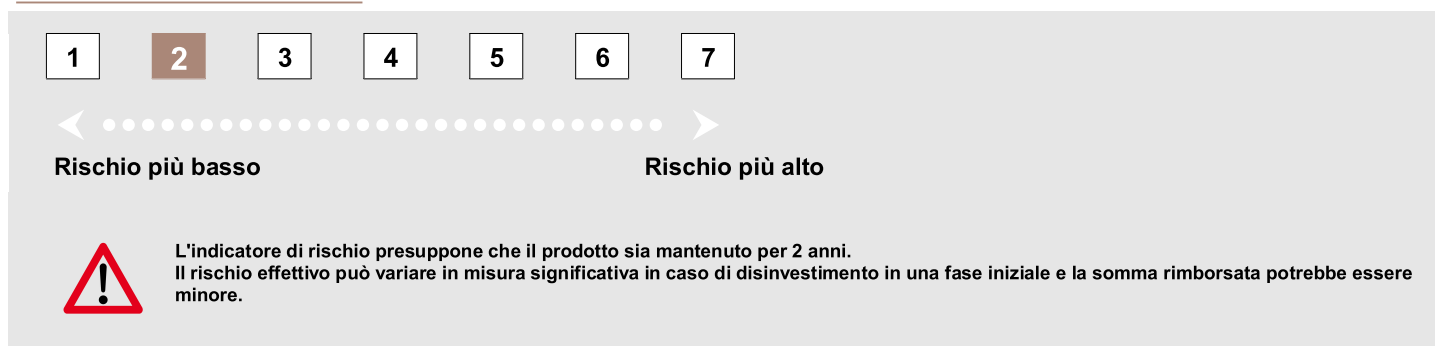 1 2 3 4 5 6 7
Rischio più basso Rischio più alto
L'indicatore di rischio presuppone che il prodotto sia mantenuto per 2 anni.
Il rischio effettivo può variare in misura significativa in caso di disinvestimento in una fase iniziale e la somma rimborsata potrebbe essere
minore.